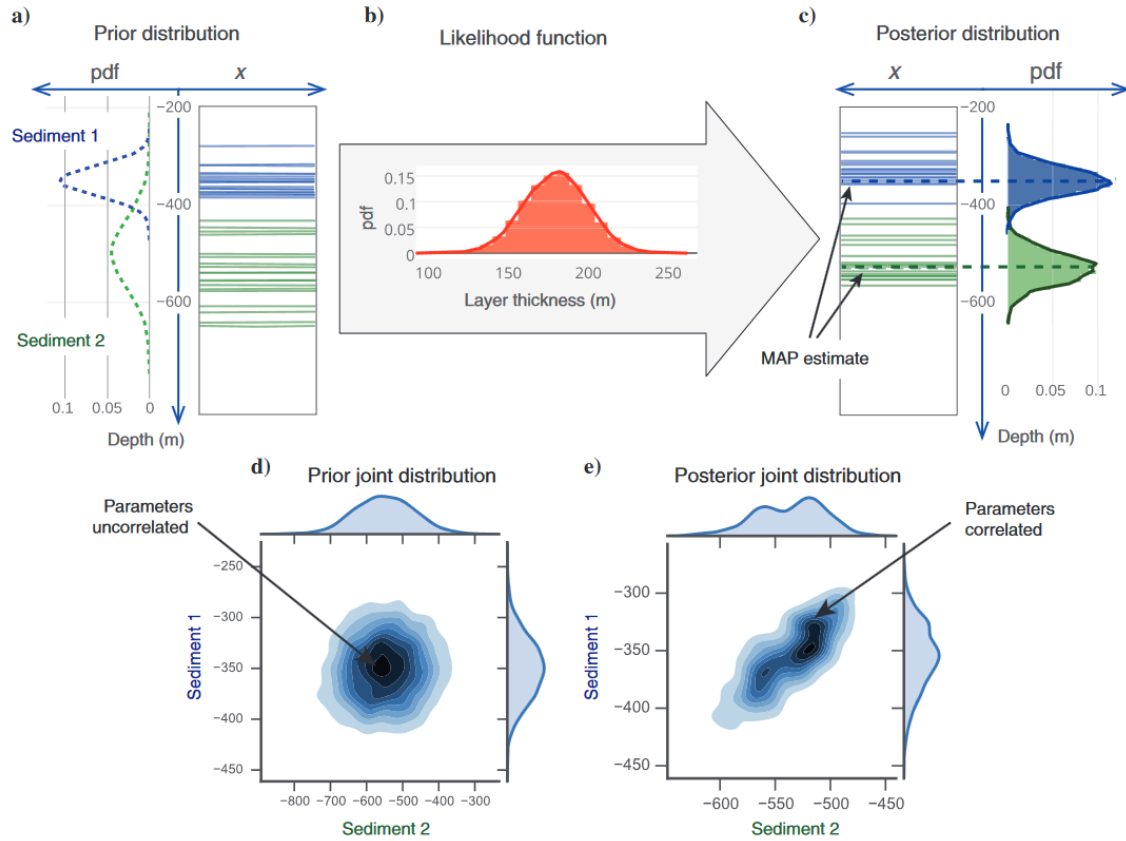 a)
Prior distribution
pdf
x
−200
Sediment 1
−400
−600
Sediment 2
0.1
0.05
0
Depth (m)
b)
Likelihood function
0.15
0.1
0.05
0
pdf
100
150
200
250
Layer thickness (m)
c)
Posterior distribution
x
pdf
−200
−400
−600
MAP estimate
0
0.05
0.1
Depth (m)
d)
Prior joint distribution
Parameters
uncorrelated
−250
−300
−350
−400
−450
Sediment 1
−800
−700
−600
−500
−400
−300
Sediment 2
e)
Posterior joint distribution
Parameters
correlated
−300
−350
−400
−450
Sediment 1
−600
−550
−500
−450
Sediment 2